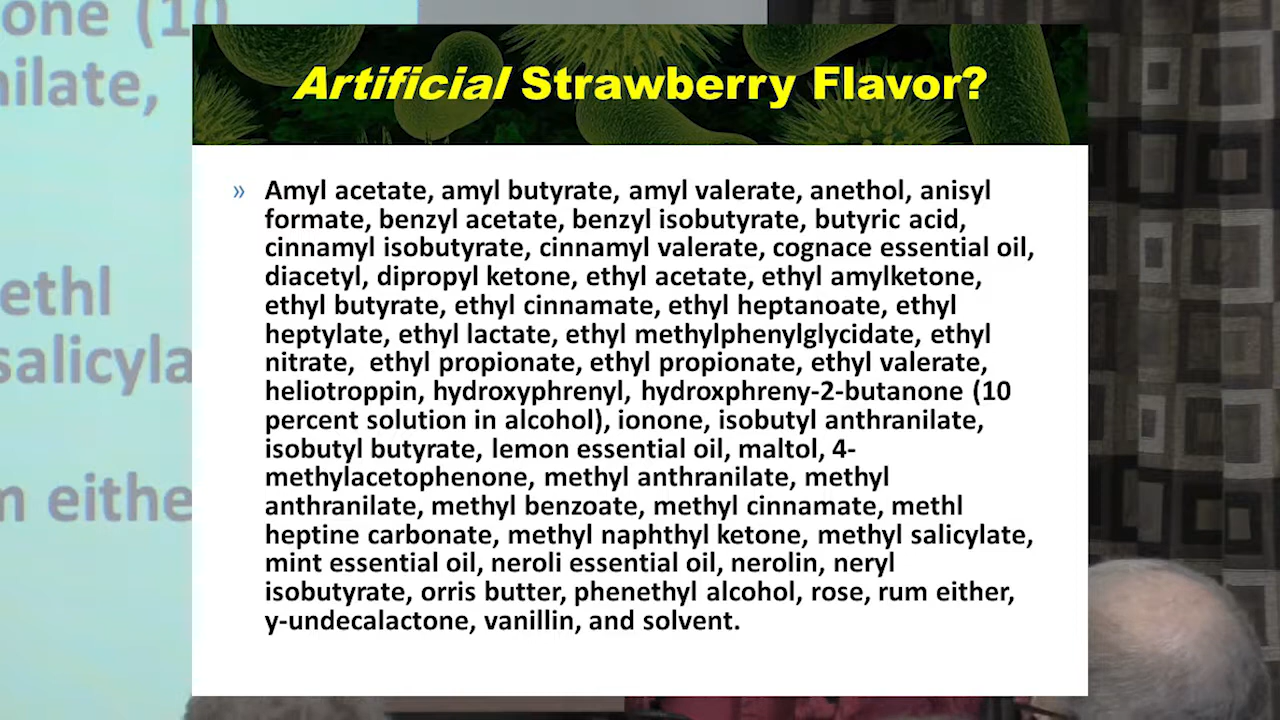 one (10
nilate,
ethl
salicyla
m eithe
Artificial Strawberry Flavor?
» Amyl acetate, amyl butyrate, amyl valerate, anethol, anisyl
formate, benzyl acetate, benzyl isobutyrate, butyric acid,
cinnamyl isobutyrate, cinnamyl valerate, cognace essential oil,
diacetyl, dipropyl ketone, ethyl acetate, ethyl amylketone,
ethyl butyrate, ethyl cinnamate, ethyl heptanoate, ethyl
heptylate, ethyl lactate, ethyl methylphenylglycidate, ethyl
nitrate,  ethyl propionate, ethyl propionate, ethyl valerate,
heliotroppin, hydroxyphrenyl, hydroxphreny-2-butanone (10
percent solution in alcohol), ionone, isobutyl anthranilate,
isobutyl butyrate, lemon essential oil, maltol, 4-
methylacetophenone, methyl anthranilate, methyl
anthranilate, methyl benzoate, methyl cinnamate, methl
heptine carbonate, methyl naphthyl ketone, methyl salicylate,
mint essential oil, neroli essential oil, nerolin, neryl
isobutyrate, orris butter, phenethyl alcohol, rose, rum either,
y-undecalactone, vanillin, and solvent.